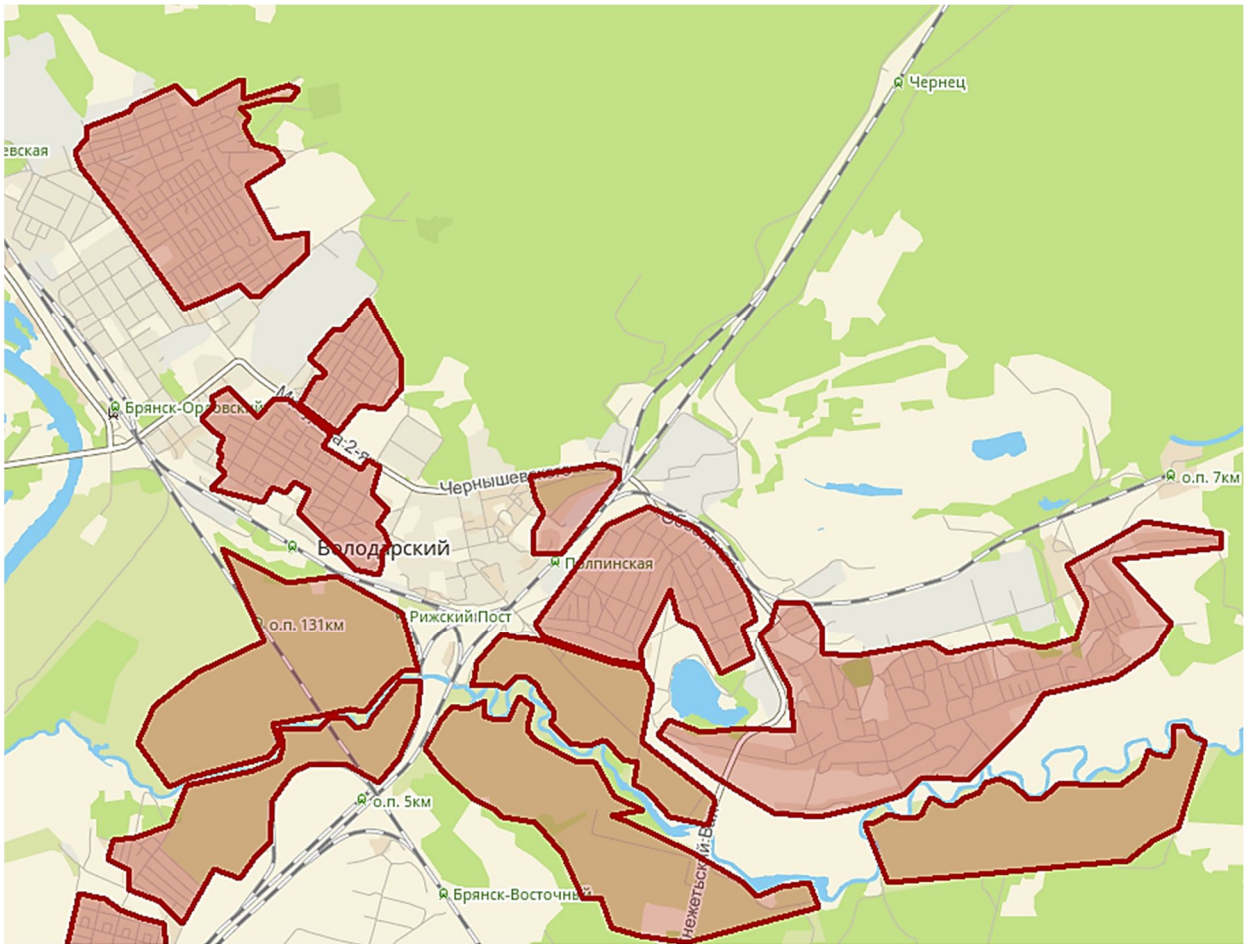 Чернец
евская
Брянск-Орловский
о.п. 7км
Чернышевского
Володарский
Полпинская
Рижский Пост
о.п. 131км
о.п. 5км
Брянск-Восточный